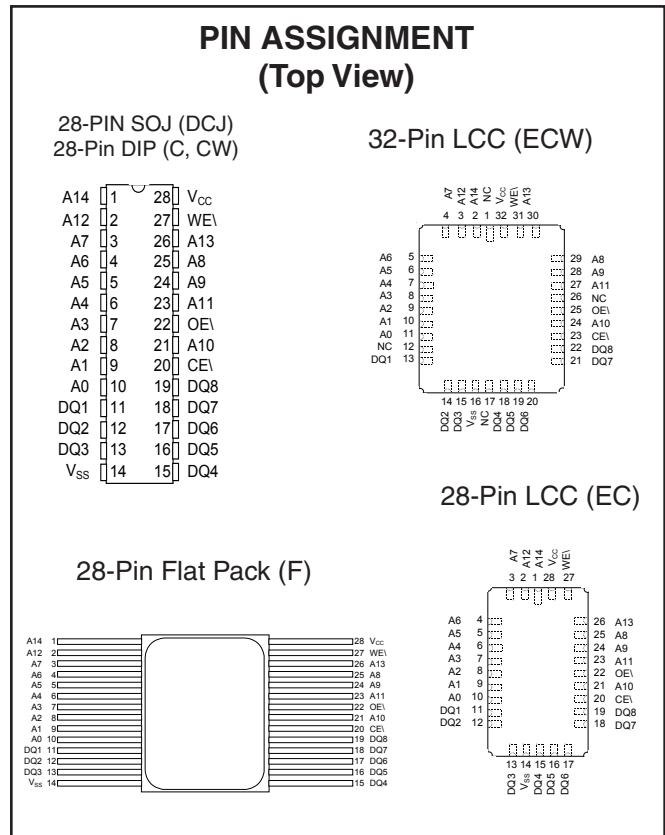 PIN ASSIGNMENT
(Top View)
28-PIN SOJ (DCJ)
28-Pin DIP (C, CW)
A14 1 28 VCC
A12 2 27 WE\
A7 3 26 A13
A6 4 25 A8
A5 5 24 A9
A4 6 23 A11
A3 7 22 OE\
A2 8 21 A10
A1 9 20 CE\
A0 10 19 DQ8
DQ1 11 18 DQ7
DQ2 12 17 DQ6
DQ3 13 16 DQ5
VSS 14 15 DQ4
32-Pin LCC (ECW)
A7 A12 A14 NC VCC WE\ A13
4 3 2 1 32 31 30
A6 5 29 A8
A5 6 28 A9
A4 7 27 A11
A3 8 26 NC
A2 9 25 OE\
A1 10 24 A10
A0 11 23 CE\
NC 12 22 DQ8
DQ1 13 21 DQ7
14 15 16 17 18 19 20
DQ2 DQ3 VSS NC DQ4 DQ5 DQ6
28-Pin Flat Pack (F)
A14 1 28 VCC
A12 2 27 WE\
A7 3 26 A13
A6 4 25 A8
A5 5 24 A9
A4 6 23 A11
A3 7 22 OE\
A2 8 21 A10
A1 9 20 CE\
A0 10 19 DQ8
DQ1 11 18 DQ7
DQ2 12 17 DQ6
DQ3 13 16 DQ5
VSS 14 15 DQ4
28-Pin LCC (EC)
A7 A12 A14 VCC WE\
3 2 1 28 27
A6 4 26 A13
A5 5 25 A8
A4 6 24 A9
A3 7 23 A11
A2 8 22 OE\
A1 9 21 A10
A0 10 20 CE\
DQ1 11 19 DQ8
DQ2 12 18 DQ7
13 14 15 16 17
DQ3 VSS DQ4 DQ5 DQ6